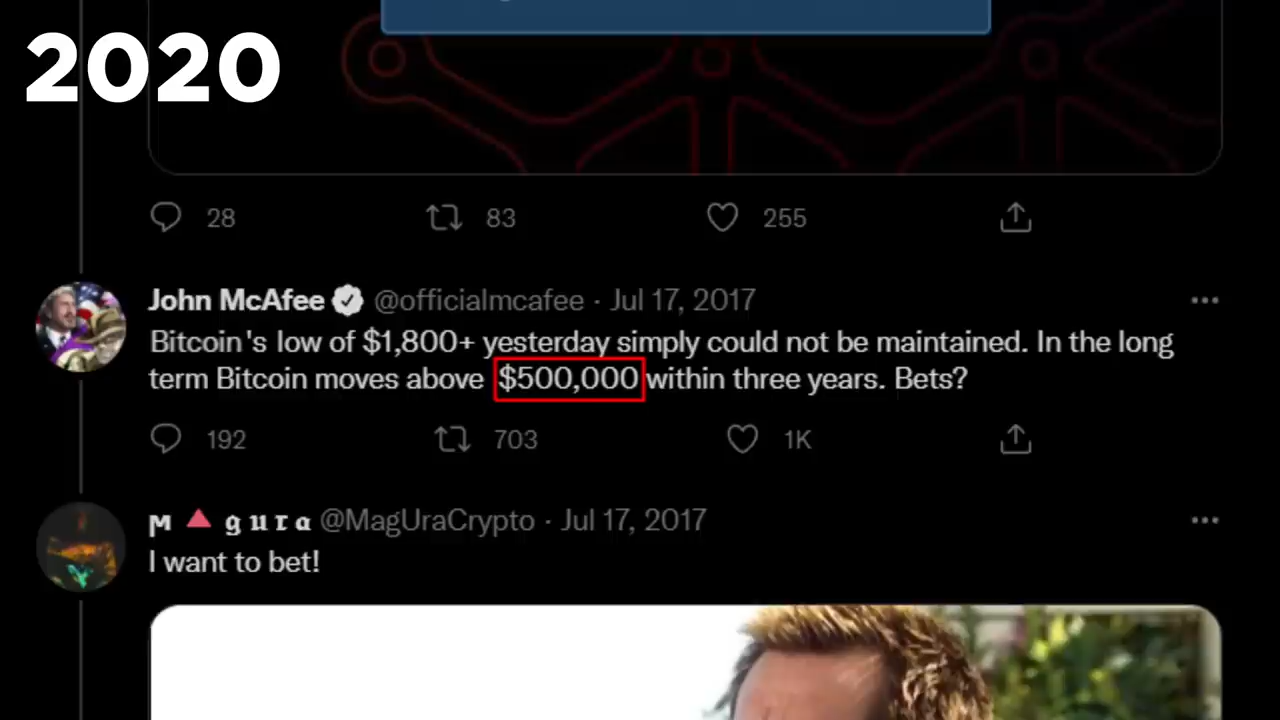 2020
28 83 255
John McAfee @officialmcafee · Jul 17, 2017
Bitcoin's low of $1,800+ yesterday simply could not be maintained. In the long
term Bitcoin moves above $500,000 within three years. Bets?
192 703 1K
ϻ 🔺 𝖌𝖚𝖗𝖆 @MagUraCrypto · Jul 17, 2017
I want to bet!